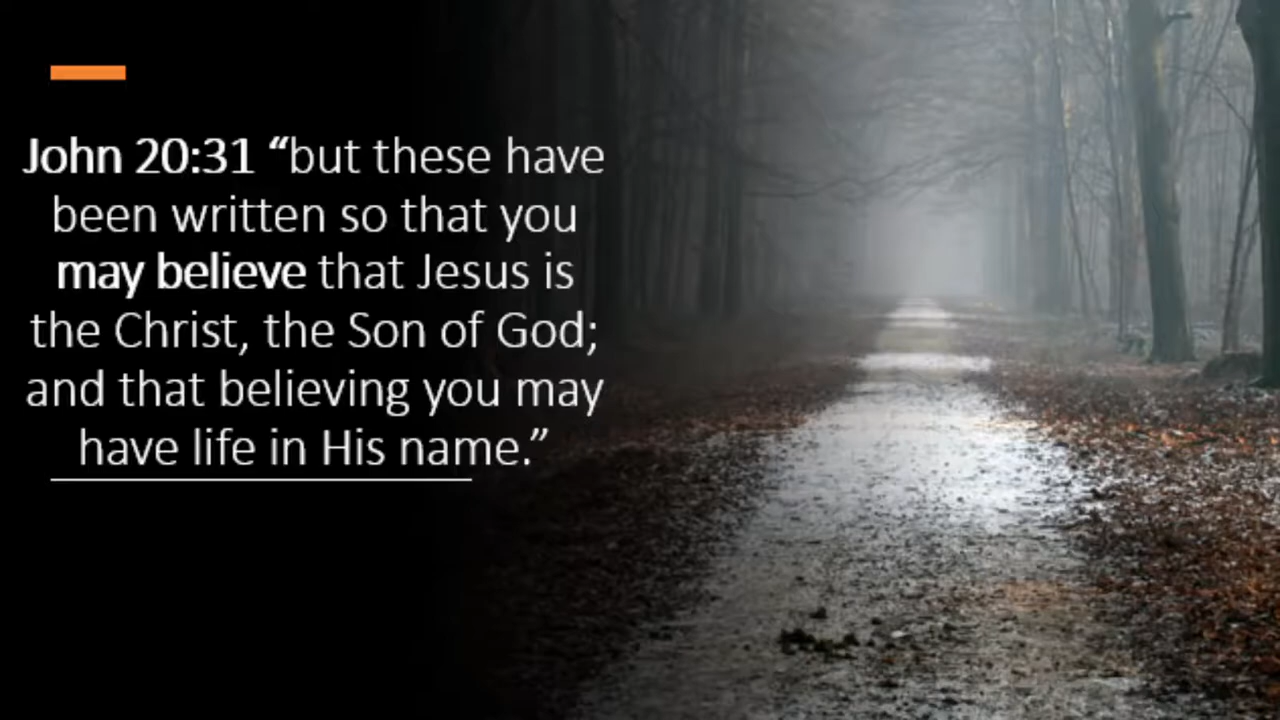 John 20:31 “but these have
been written so that you
may believe that Jesus is
the Christ, the Son of God;
and that believing you may
have life in His name.”